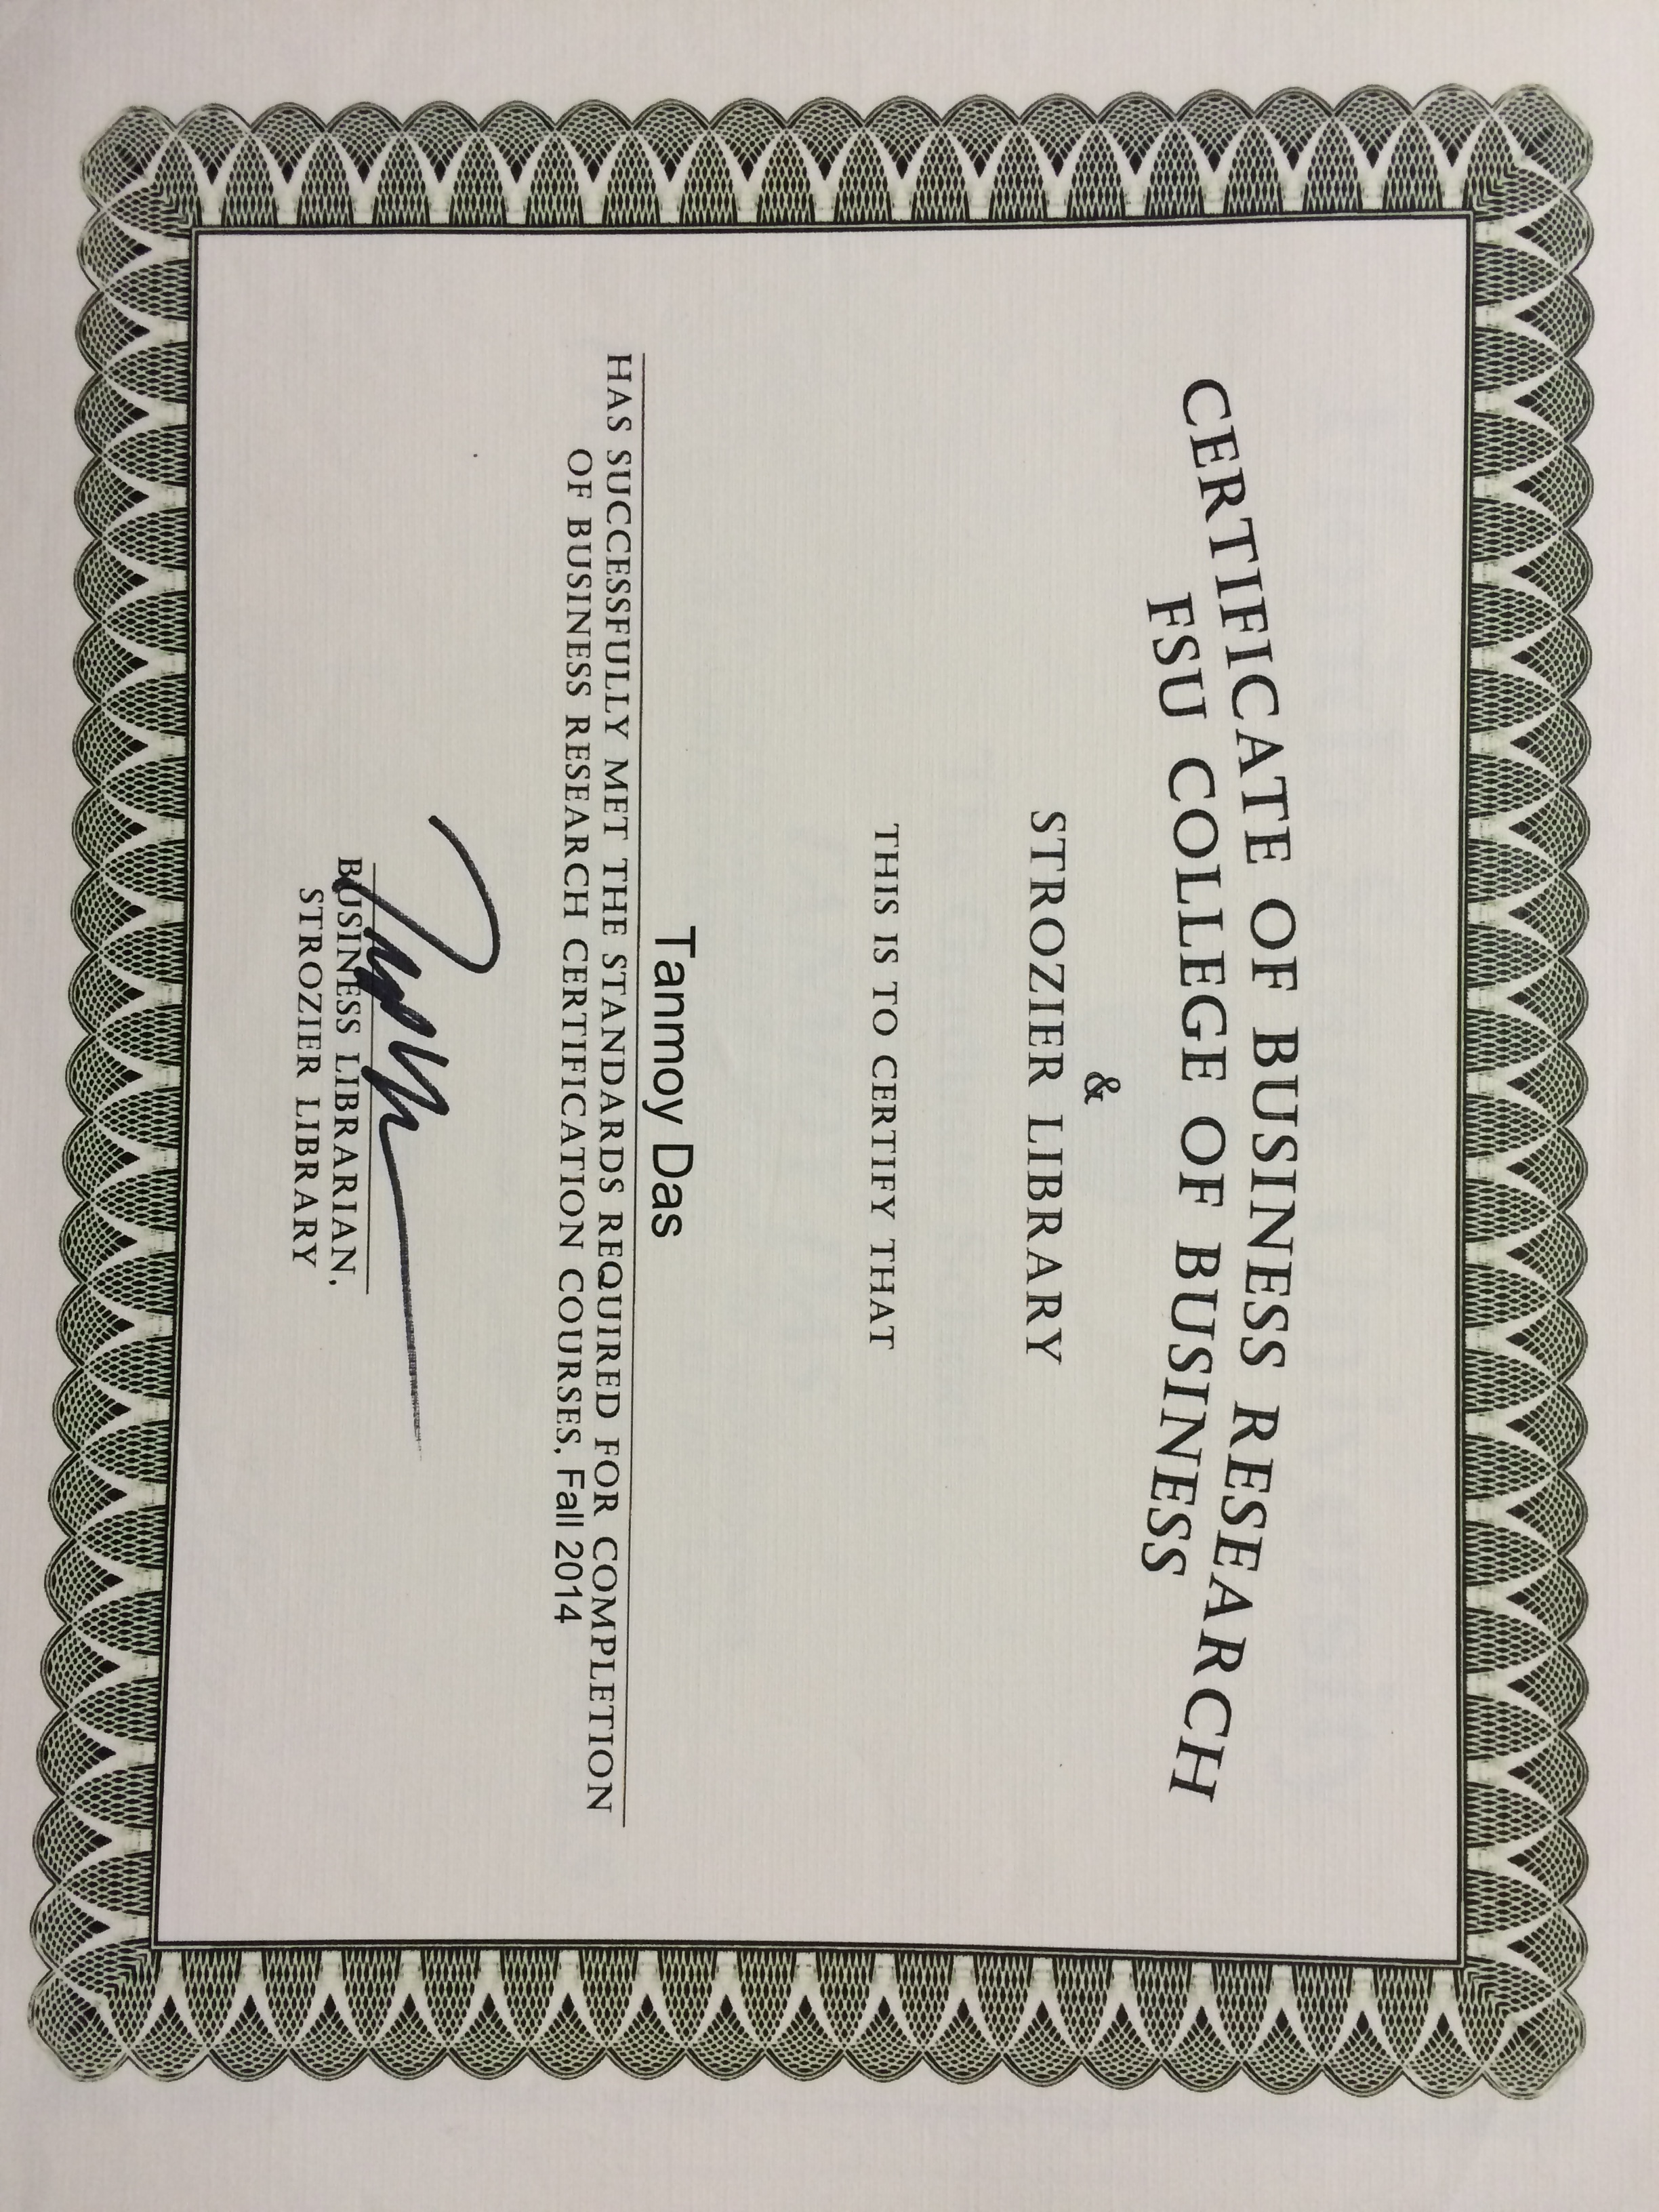 CERTIFICATE OF BUSINESS RESEARCH
FSU COLLEGE OF BUSINESS
&
STROZIER LIBRARY
THIS IS TO CERTIFY THAT
Tanmoy Das
HAS SUCCESSFULLY MET THE STANDARDS REQUIRED FOR COMPLETION
OF BUSINESS RESEARCH CERTIFICATION COURSES, Fall 2014
BUSINESS LIBRARIAN,
STROZIER LIBRARY